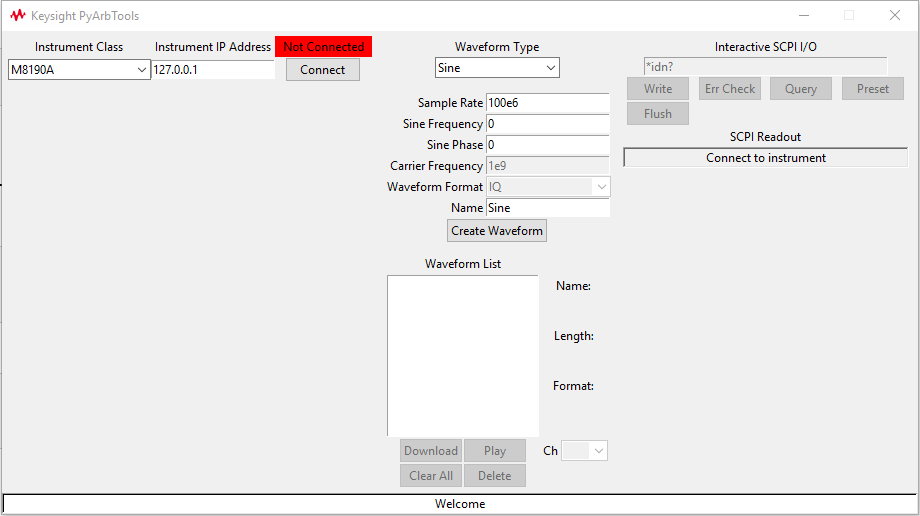 Keysight PyArbTools
Instrument Class
Instrument IP Address
Not Connected
M8190A
127.0.0.1
Connect
Waveform Type
Sine
Sample Rate 100e6
Sine Frequency 0
Sine Phase 0
Carrier Frequency 1e9
Waveform Format IQ
Name Sine
Create Waveform
Waveform List
Name:
Length:
Format:
Download
Play
Ch
Clear All
Delete
Interactive SCPI I/O
*idn?
Write
Err Check
Query
Preset
Flush
SCPI Readout
Connect to instrument
Welcome